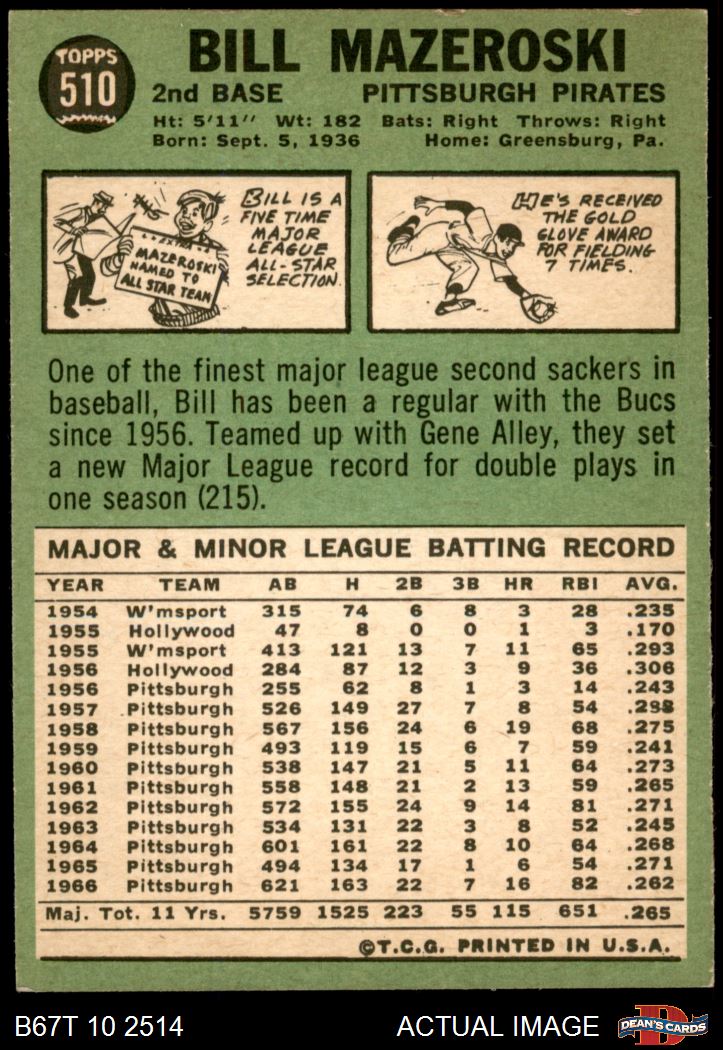 TOPPS
510
BILL MAZEROSKI
2nd BASE PITTSBURGH PIRATES
Ht: 5'11" Wt: 182 Bats: Right Throws: Right
Born: Sept. 5, 1936 Home: Greensburg, Pa.
MAZEROSKI
NAMED TO
ALL STAR TEAM
BILL IS A
FIVE TIME
MAJOR
LEAGUE
ALL-STAR
SELECTION.
HE'S RECEIVED
THE GOLD
GLOVE AWARD
FOR FIELDING
7 TIMES.
One of the finest major league second sackers in
baseball, Bill has been a regular with the Bucs
since 1956. Teamed up with Gene Alley, they set
a new Major League record for double plays in
one season (215).
MAJOR & MINOR LEAGUE BATTING RECORD
YEAR TEAM AB H 2B 3B HR RBI AVG.
1954 W'msport 315 74 6 8 3 28 .235
1955 Hollywood 47 8 0 0 1 3 .170
1955 W'msport 413 121 13 7 11 65 .293
1956 Hollywood 284 87 12 3 9 36 .306
1956 Pittsburgh 255 62 8 1 3 14 .243
1957 Pittsburgh 526 149 27 7 8 54 .283
1958 Pittsburgh 567 156 24 6 19 68 .275
1959 Pittsburgh 493 119 15 6 7 59 .241
1960 Pittsburgh 538 147 21 5 11 64 .273
1961 Pittsburgh 558 148 21 2 13 59 .265
1962 Pittsburgh 572 155 24 9 14 81 .271
1963 Pittsburgh 534 131 22 3 8 52 .245
1964 Pittsburgh 601 161 22 8 10 64 .268
1965 Pittsburgh 494 134 17 1 6 54 .271
1966 Pittsburgh 621 163 22 7 16 82 .262
Maj. Tot. 11 Yrs. 5759 1525 223 55 115 651 .265
©T.C.G. PRINTED IN U.S.A.
B67T 10 2514 ACTUAL IMAGE DEAN'S CARDS